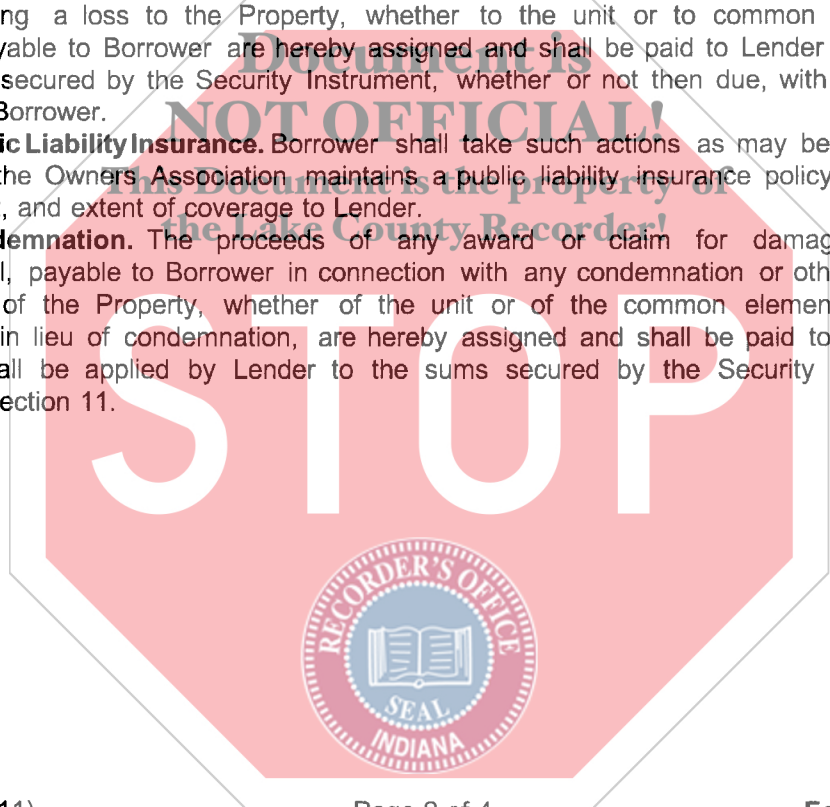 ng a loss to the Property, whether to the unit or to common
yable to Borrower are hereby assigned and shall be paid to Lender
secured by the Security Instrument, whether or not then due, with
Borrower.
Document is
NOT OFFICIAL!
ic Liability Insurance. Borrower shall take such actions as may be
the Owners Association maintains a public liability insurance policy
This Document is the property of
, and extent of coverage to Lender.
the Lake County Recorder!
demnation. The proceeds of any award or claim for damag
l, payable to Borrower in connection with any condemnation or oth
of the Property, whether of the unit or of the common elemen
in lieu of condemnation, are hereby assigned and shall be paid to
all be applied by Lender to the sums secured by the Security
ection 11.
STOP
RECORDER'S OFFICE
SEAL
INDIANA
11)
Page 2 of 4